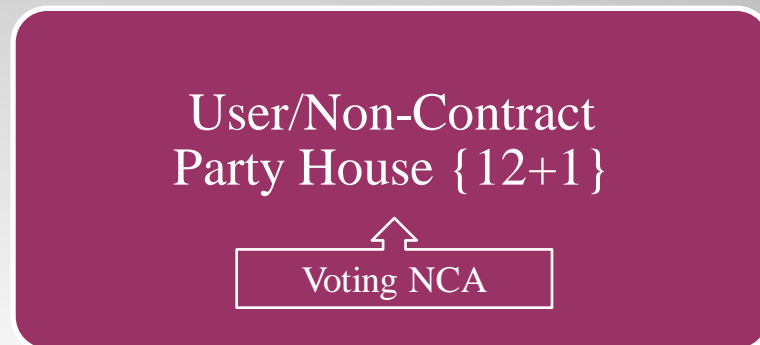 User/Non-Contract
Party House {12+1}
Voting NCA